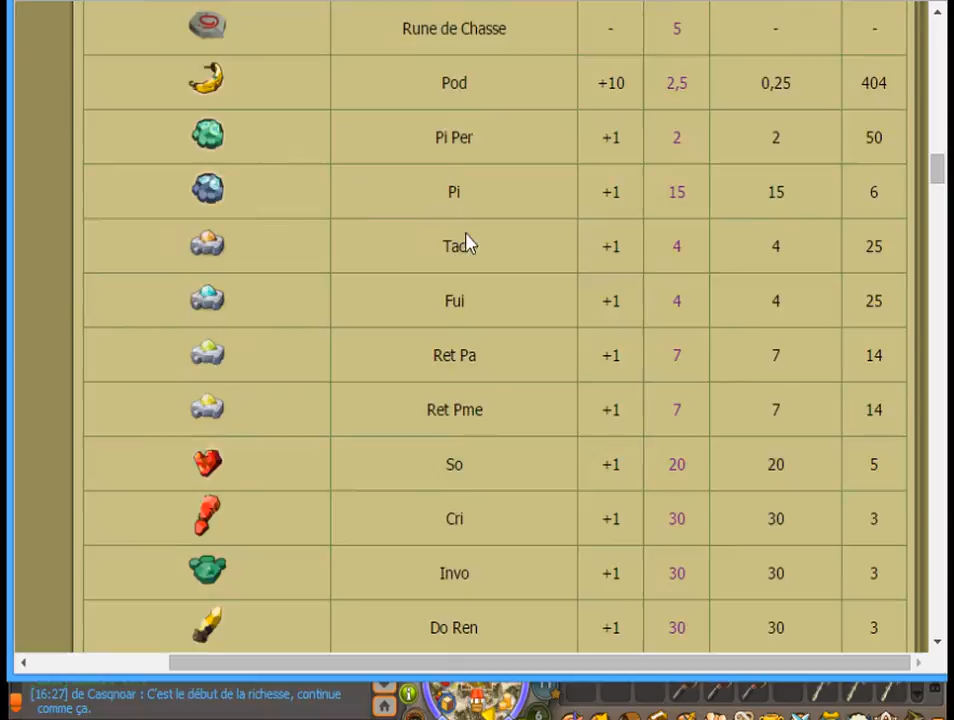 Rune de Chasse - 5 - -
Pod +10 2,5 0,25 404
Pi Per +1 2 2 50
Pi +1 15 15 6
+1 4 4 25
Fui +1 4 4 25
Ret Pa +1 7 7 14
Ret Pme +1 7 7 14
So +1 20 20 5
Cri +1 30 30 3
Invo +1 30 30 3
Do Ren +1 30 30 3
[16:27] de Casqnoar : C'est le début de la richesse, continue
comme ça.